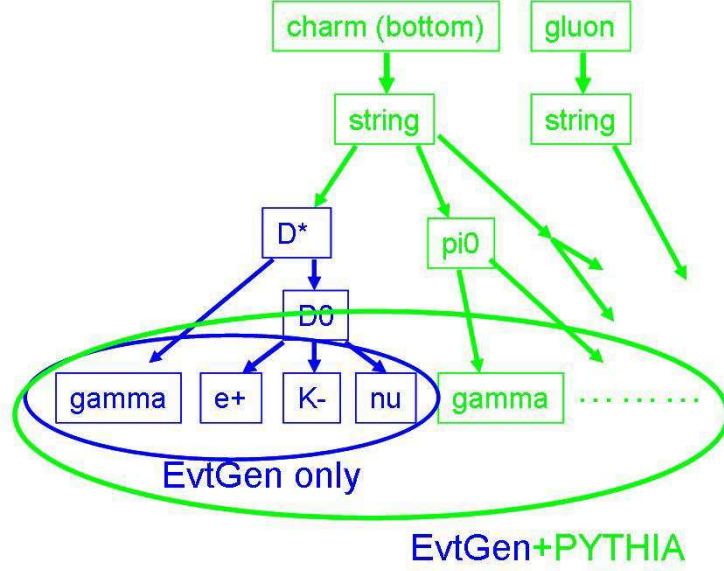 charm (bottom) gluon
string string
D* pi0
D0
gamma e+ K- nu gamma ... ... ...
EvtGen only
EvtGen+PYTHIA